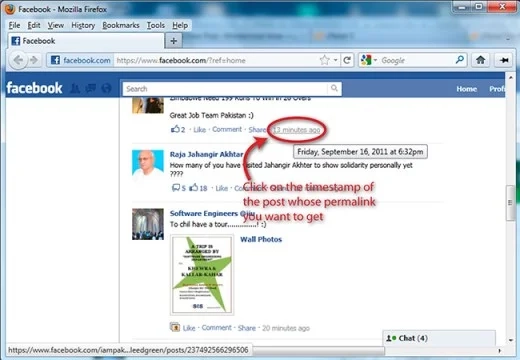 Facebook - Mozilla Firefox
File Edit View History Bookmarks Tools Help
Facebook
facebook.com https://www.facebook.com/?ref=home Google
facebook Search Home
Zimbabwe Need 199 Runs To Win In 20 Overs
Great Job Team Pakistan :)
2 · Like · Comment · Share · 13 minutes ago
Friday, September 16, 2011 at 6:32pm
Raja Jahangir Akhtar
How many of you have visited Jahangir Akhter to show solidarity personally yet
????
5 18 · Like · Comment
Click on the timestamp of
the post whose permalink
you want to get
Software Engineers
To chil have a tour..............! :)
Wall Photos
A TRIP IS
ARRANGED BY
KHEWRA &
KALLAR-KAHAR
Like · Comment · Share · 20 minutes ago
Chat (4)
https://www.facebook.com/iampak...leedgreen/posts/237492566296506